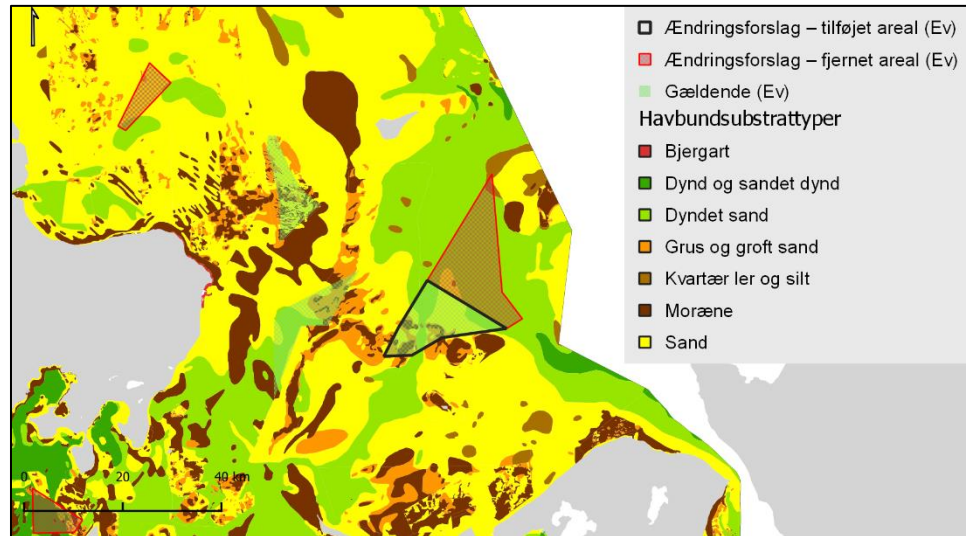 Ændringsforslag – tilføjet areal (Ev)
Ændringsforslag – fjernet areal (Ev)
Gældende (Ev)
Havbundsubstrattyper
Bjergart
Dynd og sandet dynd
Dyndet sand
Grus og groft sand
Kvartær ler og silt
Moræne
Sand
0 20 40 km